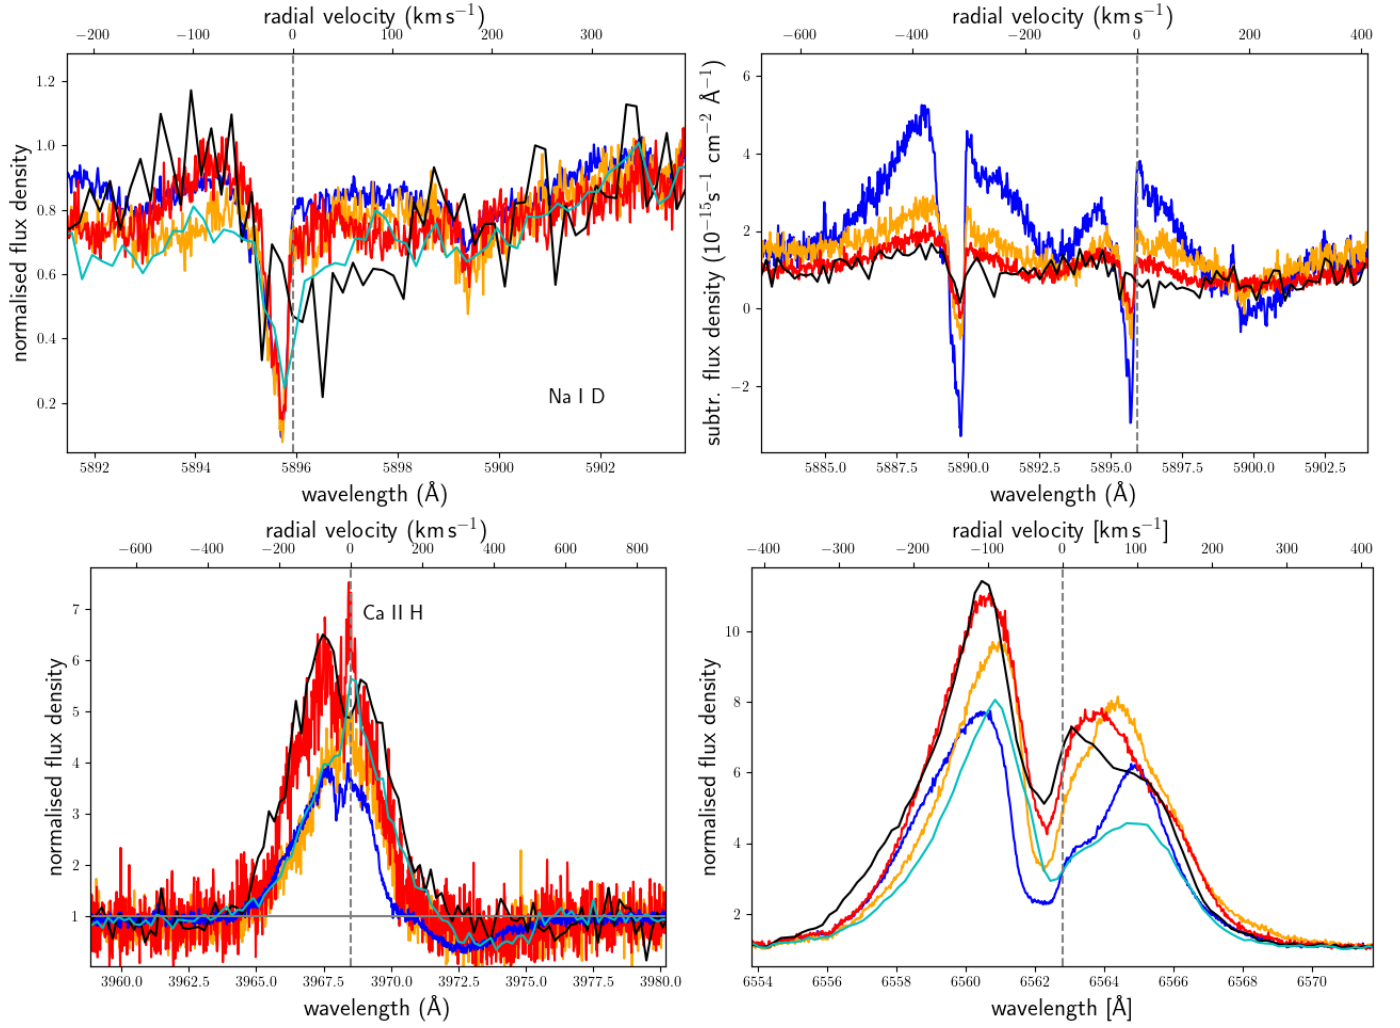 radial velocity (km s⁻¹)
−200 −100 0 100 200 300
1.2
1.0
0.8
0.6
0.4
0.2
normalised flux density
Na I D
5892 5894 5896 5898 5900 5902
wavelength (Å)
radial velocity (km s⁻¹)
−600 −400 −200 0 200 400
6
4
2
0
−2
subtr. flux density (10⁻¹⁵s⁻¹ cm⁻² Å⁻¹)
5885.0 5887.5 5890.0 5892.5 5895.0 5897.5 5900.0 5902.5
wavelength (Å)
radial velocity (km s⁻¹)
−600 −400 −200 0 200 400 600 800
7
6
5
4
3
2
1
normalised flux density
Ca II H
3960.0 3962.5 3965.0 3967.5 3970.0 3972.5 3975.0 3977.5 3980.0
wavelength (Å)
radial velocity [km s⁻¹]
−400 −300 −200 −100 0 100 200 300 400
10
8
6
4
2
normalised flux density
6554 6556 6558 6560 6562 6564 6566 6568 6570
wavelength [Å]